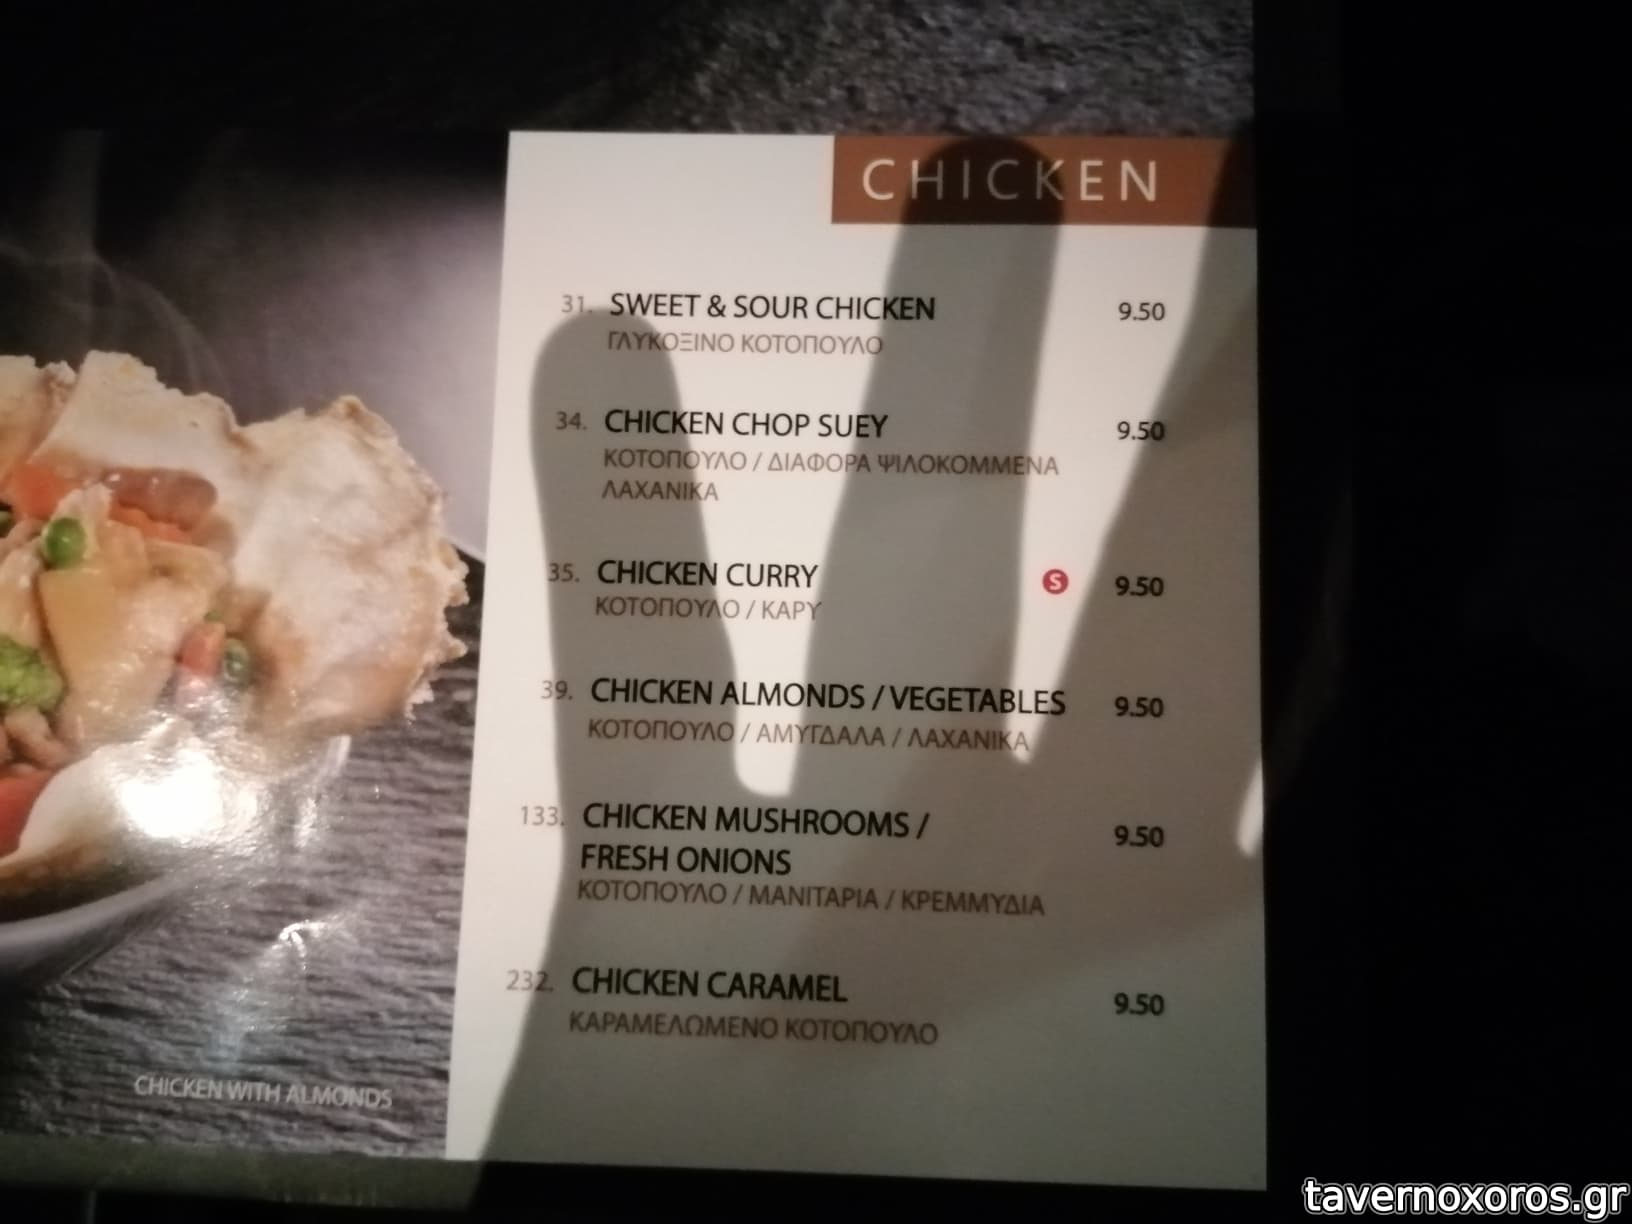 CHICKEN
31. SWEET & SOUR CHICKEN 9.50
ΓΛΥΚΟΞΙΝΟ ΚΟΤΟΠΟΥΛΟ
34. CHICKEN CHOP SUEY 9.50
ΚΟΤΟΠΟΥΛΟ / ΔΙΑΦΟΡΑ ΨΙΛΟΚΟΜΜΕΝΑ
ΛΑΧΑΝΙΚΑ
35. CHICKEN CURRY S 9.50
ΚΟΤΟΠΟΥΛΟ / ΚΑΡΥ
39. CHICKEN ALMONDS / VEGETABLES 9.50
ΚΟΤΟΠΟΥΛΟ / ΑΜΥΓΔΑΛΑ / ΛΑΧΑΝΙΚΑ
133. CHICKEN MUSHROOMS / 9.50
FRESH ONIONS
ΚΟΤΟΠΟΥΛΟ / ΜΑΝΙΤΑΡΙΑ / ΚΡΕΜΜΥΔΙΑ
232. CHICKEN CARAMEL 9.50
ΚΑΡΑΜΕΛΩΜΕΝΟ ΚΟΤΟΠΟΥΛΟ
CHICKEN WITH ALMONDS
tavernoxoros.gr